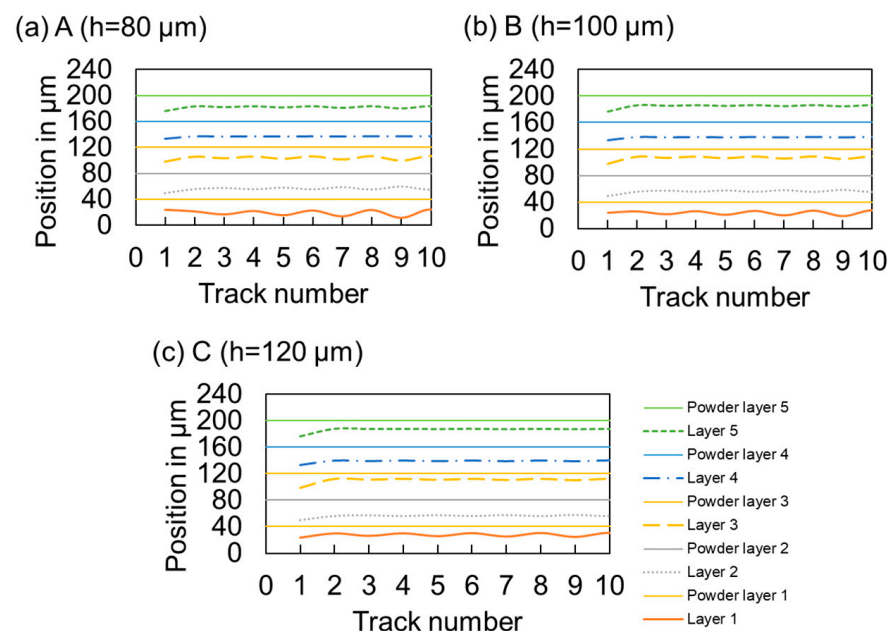 (a) A (h=80 µm)
240
200
160
120
80
40
0
Position in µm
0 1 2 3 4 5 6 7 8 9 10
Track number
(b) B (h=100 µm)
240
200
160
120
80
40
0
Position in µm
0 1 2 3 4 5 6 7 8 9 10
Track number
(c) C (h=120 µm)
240
200
160
120
80
40
0
Position in µm
0 1 2 3 4 5 6 7 8 9 10
Track number
Powder layer 5
Layer 5
Powder layer 4
Layer 4
Powder layer 3
Layer 3
Powder layer 2
Layer 2
Powder layer 1
Layer 1